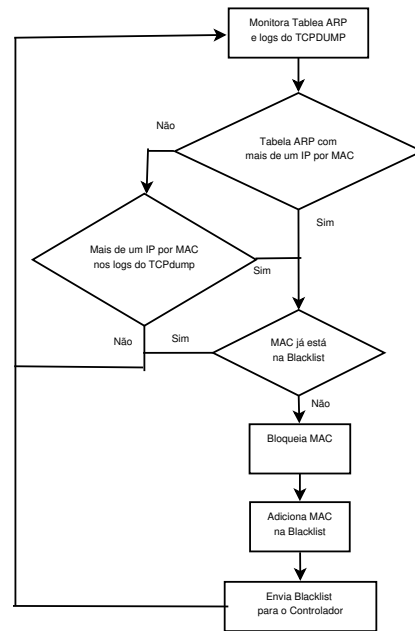 Monitora Tablea ARP
e logs do TCPDUMP
Não
Tabela ARP com
mais de um IP por MAC
Sim
Mais de um IP por MAC
nos logs do TCPdump
Sim
Não
Sim
MAC já está
na Blacklist
Não
Bloqueia MAC
Adiciona MAC
na Blacklist
Envia Blacklist
para o Controlador